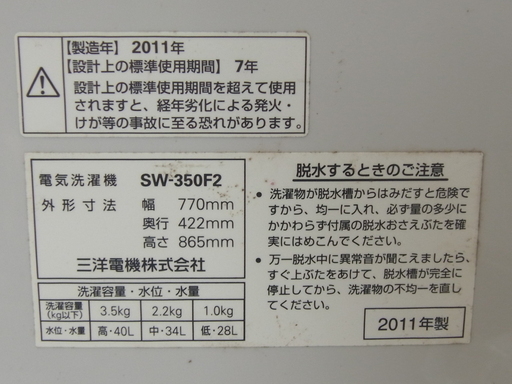 【製造年】2011年
【設計上の標準使用期間】7年
設計上の標準使用期間を超えて使用
されますと、経年劣化による発火・
けが等の事故に至る恐れがあります。
電気洗濯機 SW-350F2
外形寸法 幅 770mm
奥行 422mm
高さ 865mm
三洋電機株式会社
洗濯容量・水位・水量
洗濯容量(kg以下) 3.5kg 2.2kg 1.0kg
水位・水量 高・40L 中・34L 低・28L
脱水するときのご注意
● 洗濯物が脱水槽からはみだすと危険で
すから、均一に入れ、必ず量の多少に
かかわらず付属の脱水おさえぶたを確
実にはめこんでください。
● 万一脱水中に異常音が聞こえましたら、
すぐ上ぶたをあけて、脱水槽が完全に
停止してから、洗濯物の不均一を直し
てください。
2011年製